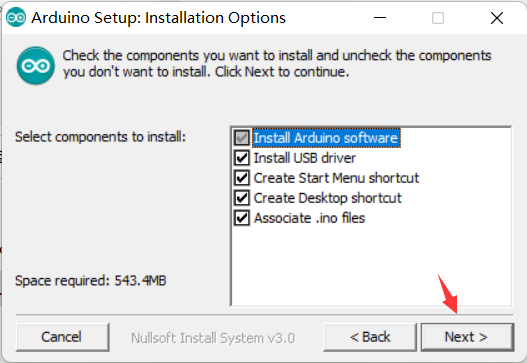 Arduino Setup: Installation Options
Check the components you want to install and uncheck the components
you don't want to install. Click Next to continue.
Select components to install:
Install Arduino software
Install USB driver
Create Start Menu shortcut
Create Desktop shortcut
Associate .ino files
Space required: 543.4MB
Cancel
Nullsoft Install System v3.0
< Back
Next >